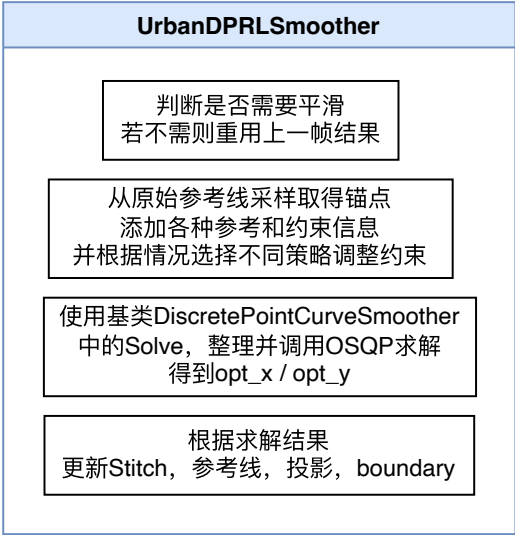 UrbanDPRLSmoother
判断是否需要平滑
若不需则重用上一帧结果
从原始参考线采样取得锚点
添加各种参考和约束信息
并根据情况选择不同策略调整约束
使用基类DiscretePointCurveSmoother
中的Solve，整理并调用OSQP求解
得到opt_x / opt_y
根据求解结果
更新Stitch，参考线，投影，boundary